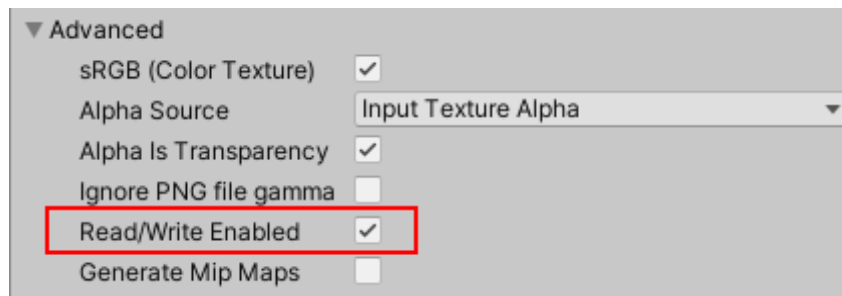 Advanced
sRGB (Color Texture)
Alpha Source Input Texture Alpha
Alpha Is Transparency
Ignore PNG file gamma
Read/Write Enabled
Generate Mip Maps